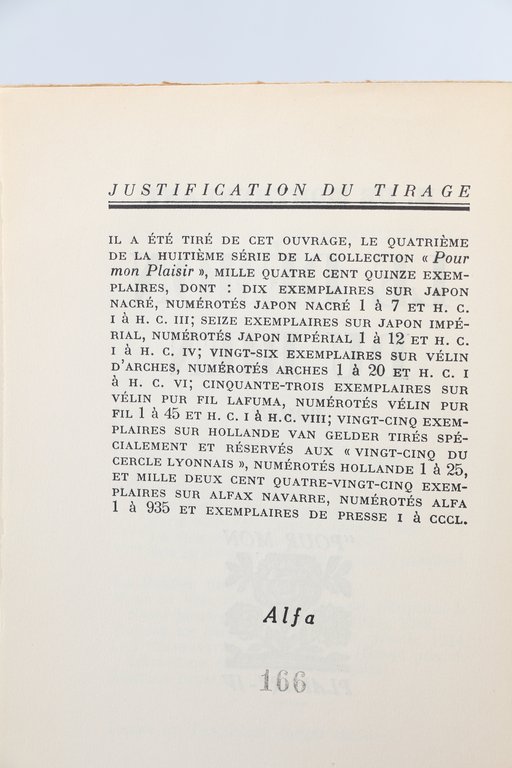 JUSTIFICATION DU TIRAGE
IL A ÉTÉ TIRÉ DE CET OUVRAGE, LE QUATRIÈME
DE LA HUITIÈME SÉRIE DE LA COLLECTION « Pour
mon Plaisir », MILLE QUATRE CENT QUINZE EXEM-
PLAIRES, DONT : DIX EXEMPLAIRES SUR JAPON
NACRÉ, NUMÉROTÉS JAPON NACRÉ 1 à 7 ET H. C.
I à H. C. III; SEIZE EXEMPLAIRES SUR JAPON IMPÉ-
RIAL, NUMÉROTÉS JAPON IMPÉRIAL 1 à 12 ET H. C.
I à H. C. IV; VINGT-SIX EXEMPLAIRES SUR VÉLIN
D'ARCHES, NUMÉROTÉS ARCHES 1 à 20 ET H. C. I
à H. C. VI; CINQUANTE-TROIS EXEMPLAIRES SUR
VÉLIN PUR FIL LAFUMA, NUMÉROTÉS VÉLIN PUR
FIL 1 à 45 ET H. C. I à H.C. VIII; VINGT-CINQ EXEM-
PLAIRES SUR HOLLANDE VAN GELDER TIRÉS SPÉ-
CIALEMENT ET RÉSERVÉS AUX « VINGT-CINQ DU
CERCLE LYONNAIS », NUMÉROTÉS HOLLANDE 1 à 25,
ET MILLE DEUX CENT QUATRE-VINGT-CINQ EXEM-
PLAIRES SUR ALFAX NAVARRE, NUMÉROTÉS ALFA
1 à 935 ET EXEMPLAIRES DE PRESSE I à CCCL.
Alfa
166